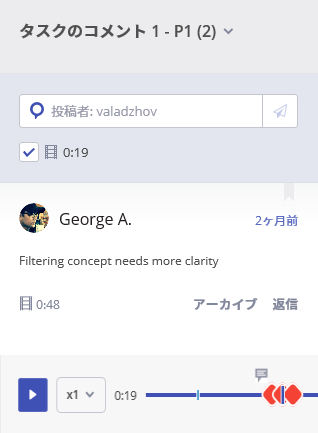 タスクのコメント 1 - P1 (2)
投稿者: valadzhov
0:19
George A.
2ヶ月前
Filtering concept needs more clarity
0:48
アーカイブ
返信
x1
0:19